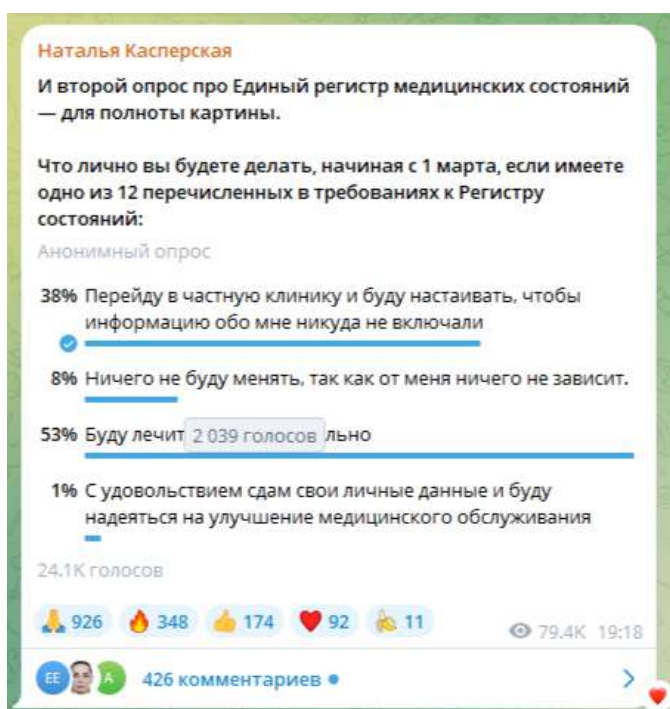 Наталья Касперская
И второй опрос про Единый регистр медицинских состояний
— для полноты картины.
Что лично вы будете делать, начиная с 1 марта, если имеете
одно из 12 перечисленных в требованиях к Регистру
состояний:
Анонимный опрос
38% Перейду в частную клинику и буду настаивать, чтобы
информацию обо мне никуда не включали
8% Ничего не буду менять, так как от меня ничего не зависит.
53% Буду лечит 2 039 голосов льно
1% С удовольствием сдам свои личные данные и буду
надеяться на улучшение медицинского обслуживания
24.1K голосов
926 348 174 92 11
79.4K 19:18
ЕЕ А 426 комментариев